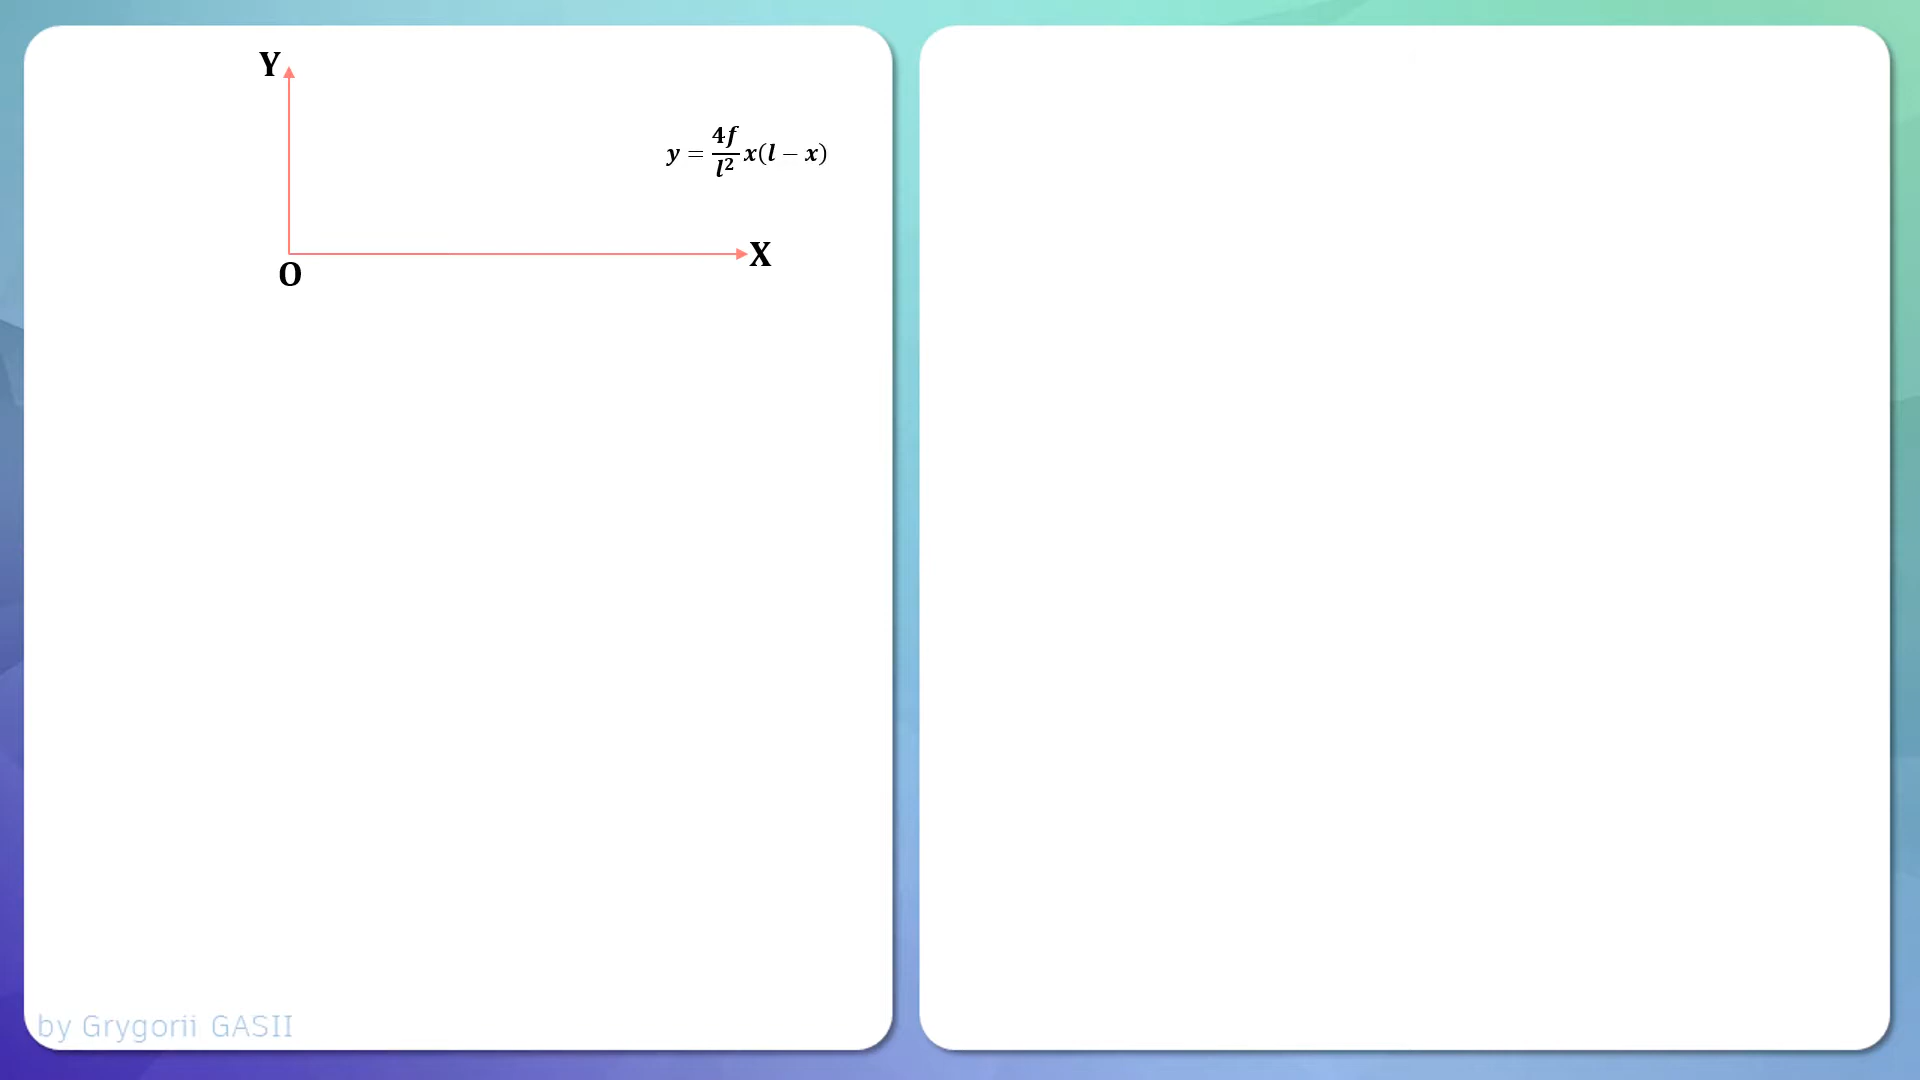 Y
y = 4f/l² x(l − x)
X
O
by Grygorii GASII